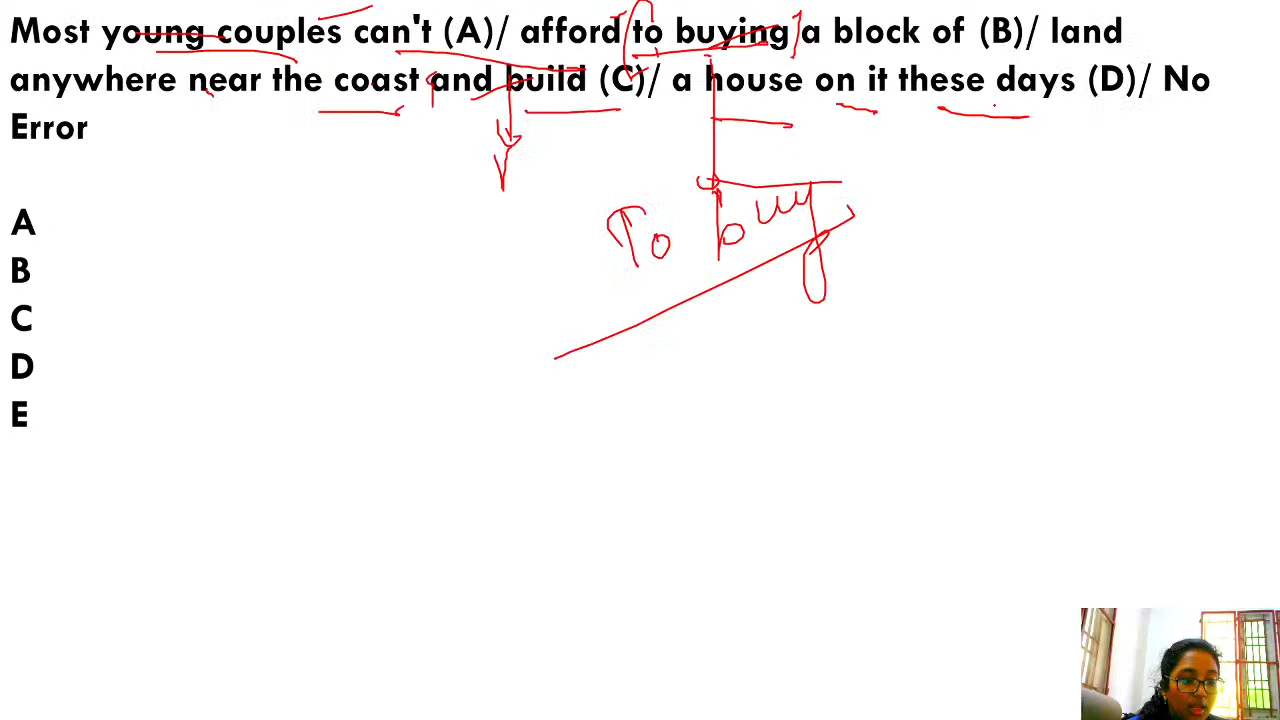 Most young couples can't (A)/ afford to buying a block of (B)/ land
anywhere near the coast and build (C)/ a house on it these days (D)/ No
Error
To buy
A
B
C
D
E